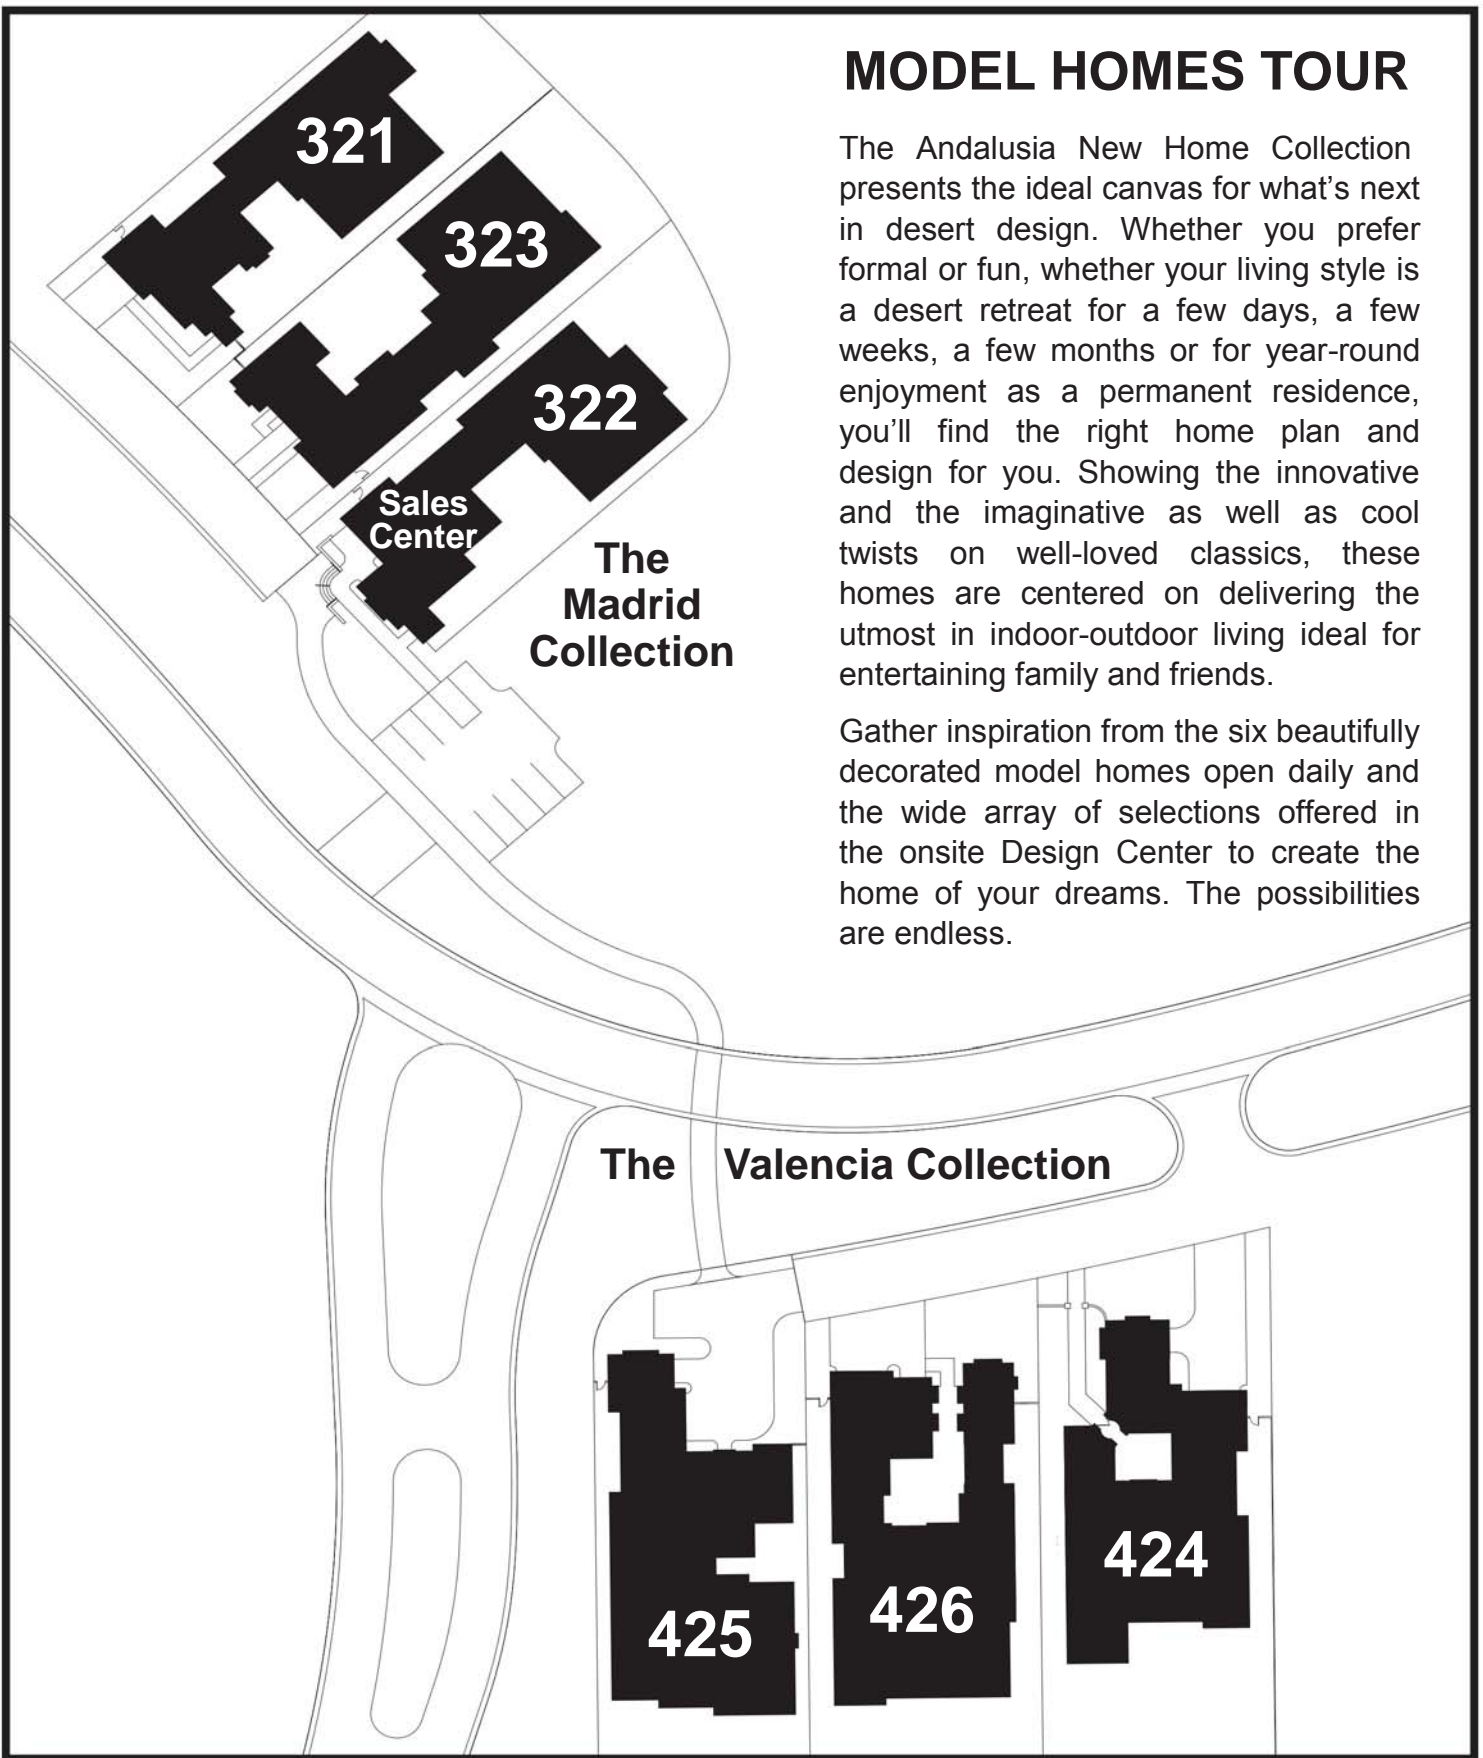 MODEL HOMES TOUR
The Andalusia New Home Collection
presents the ideal canvas for what’s next
in desert design. Whether you prefer
formal or fun, whether your living style is
a desert retreat for a few days, a few
weeks, a few months or for year-round
enjoyment as a permanent residence,
you’ll find the right home plan and
design for you. Showing the innovative
and the imaginative as well as cool
twists on well-loved classics, these
homes are centered on delivering the
utmost in indoor-outdoor living ideal for
entertaining family and friends.
Gather inspiration from the six beautifully
decorated model homes open daily and
the wide array of selections offered in
the onsite Design Center to create the
home of your dreams. The possibilities
are endless.
321
323
322
Sales
Center
The
Madrid
Collection
The Valencia Collection
425
426
424